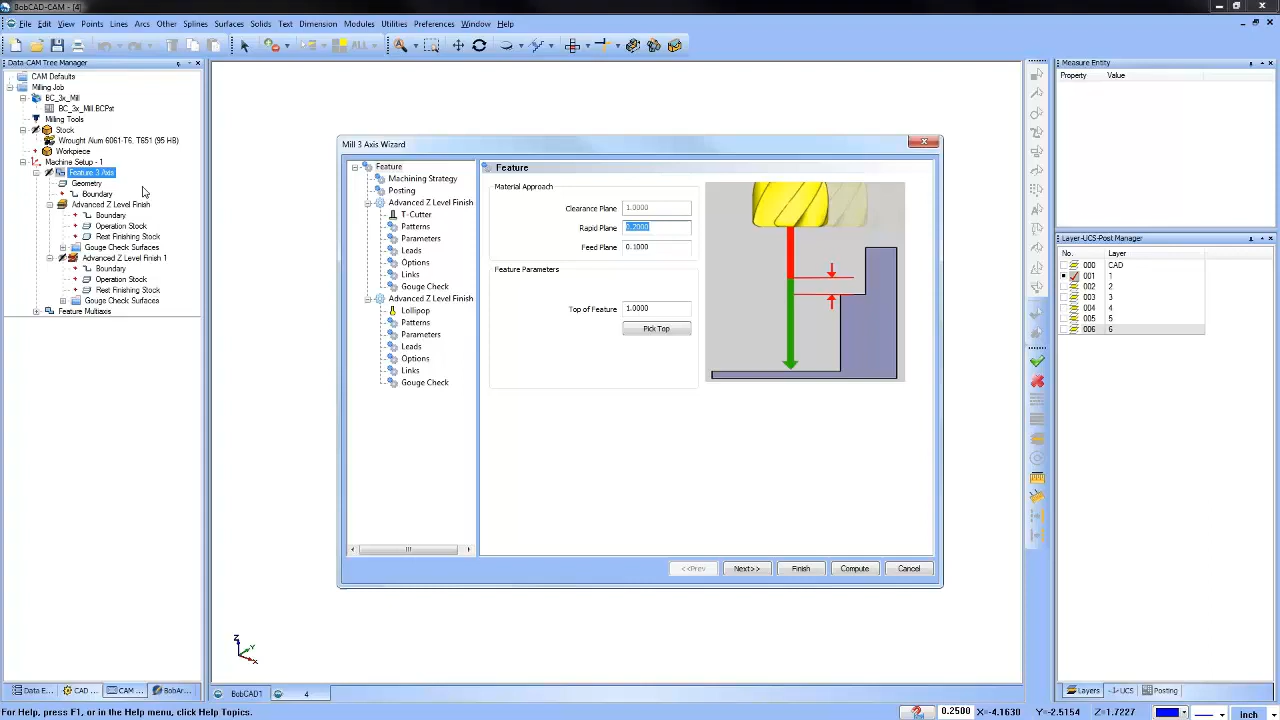 BobCAD-CAM - [4]
File Edit View Points Lines Arcs Other Splines Surfaces Solids Text Dimension Modules Utilities Preferences Window Help
ALL
Data-CAM Tree Manager
CAM Defaults
Milling Job
BC_3x_Mill
BC_3x_Mill.BCPst
Milling Tools
Stock
Wrought Alum 6061-T6, T651 (95 HB)
Workpiece
Machine Setup - 1
Feature 3 Axis
Geometry
Boundary
Advanced Z Level Finish
Boundary
Operation Stock
Rest Finishing Stock
Gouge Check Surfaces
Advanced Z Level Finish 1
Boundary
Operation Stock
Rest Finishing Stock
Gouge Check Surfaces
Feature Multiaxis
Mill 3 Axis Wizard
Feature
Machining Strategy
Posting
Advanced Z Level Finish
T-Cutter
Patterns
Parameters
Leads
Options
Links
Gouge Check
Advanced Z Level Finish
Lollipop
Patterns
Parameters
Leads
Options
Links
Gouge Check
Feature
Material Approach
Clearance Plane 1.0000
Rapid Plane 0.2000
Feed Plane 0.1000
Feature Parameters
Top of Feature 1.0000
Pick Top
<<Prev Next>> Finish Compute Cancel
Measure Entity
Property Value
Layer-UCS-Post Manager
No. Layer
000 CAD
001 1
002 2
003 3
004 4
005 5
006 6
Layers UCS Posting
Z
Y
X
Data E... CAD ... CAM ... BobAr...
BobCAD1 4
For Help, press F1, or in the Help menu, click Help Topics.
0.2500 X=-4.1630 Y=-2.5154 Z=1.7227 Inch